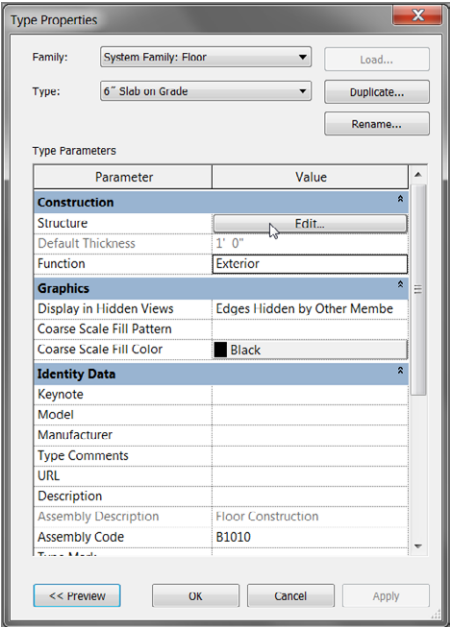 Type Properties
Family: System Family: Floor Load...
Type: 6" Slab on Grade Duplicate...
Rename...
Type Parameters
Parameter Value
Construction
Structure Edit...
Default Thickness 1' 0"
Function Exterior
Graphics
Display in Hidden Views Edges Hidden by Other Membe
Coarse Scale Fill Pattern
Coarse Scale Fill Color Black
Identity Data
Keynote
Model
Manufacturer
Type Comments
URL
Description
Assembly Description Floor Construction
Assembly Code B1010
Type Mark
<< Preview OK Cancel Apply